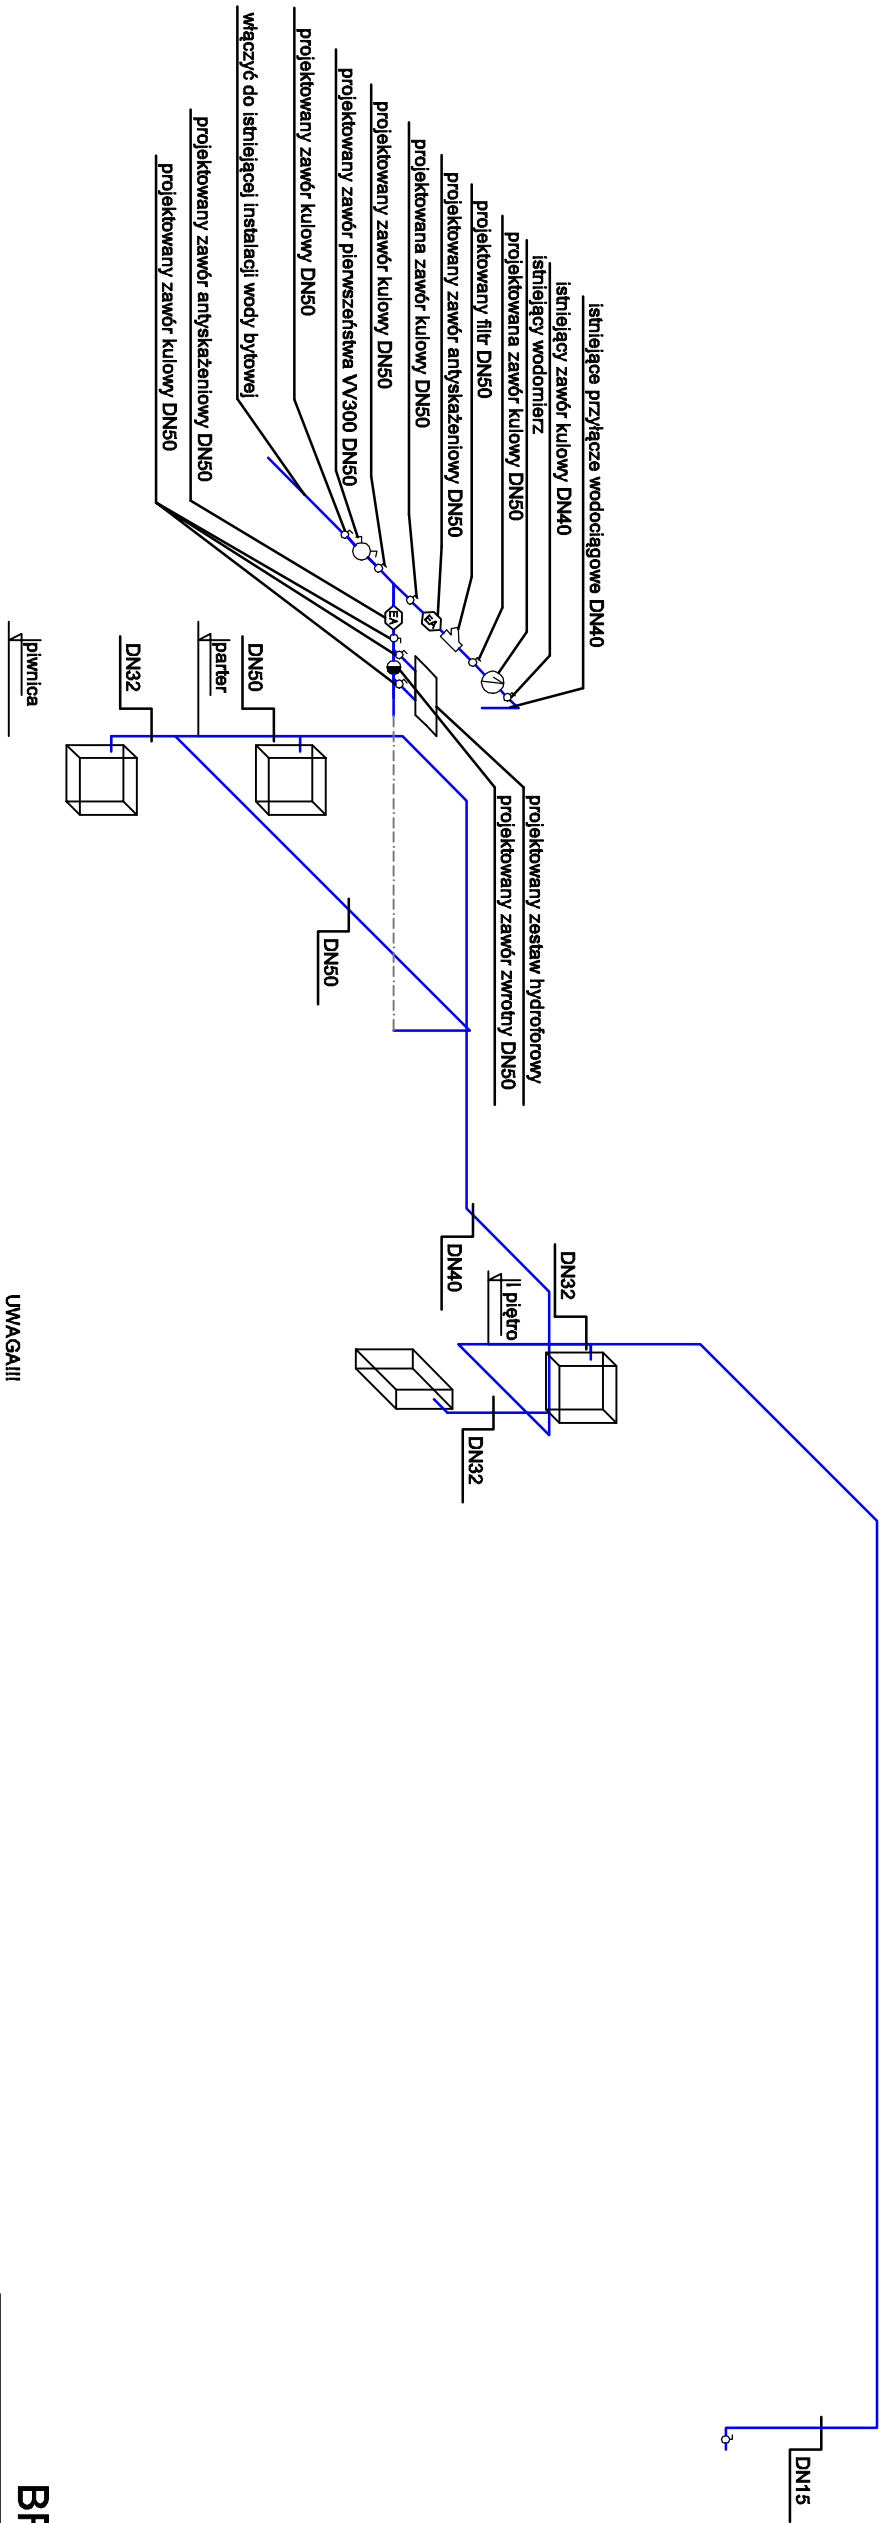 istniejące przyłącze wodociągowe DN40
istniejący zawór kulowy DN40
istniejący wodomierz
projektowana zawór kulowy DN50
projektowany filtr DN50
projektowany zawór antyskażeniowy DN50
projektowana zawór kulowy DN50
projektowany zawór kulowy DN50
projektowany zawór pierwszeństwa VV300 DN50
projektowany zawór kulowy DN50
włączyć do istniejącej instalacji wody bytowej
projektowany zawór antyskażeniowy DN50
projektowany zawór kulowy DN50
EA
EA
projektowany zestaw hydroforowy
projektowany zawór zwrotny DN50
DN50
parter
DN32
piwnica
DN50
DN40
DN32
I piętro
DN32
DN15
UWAGA!!!